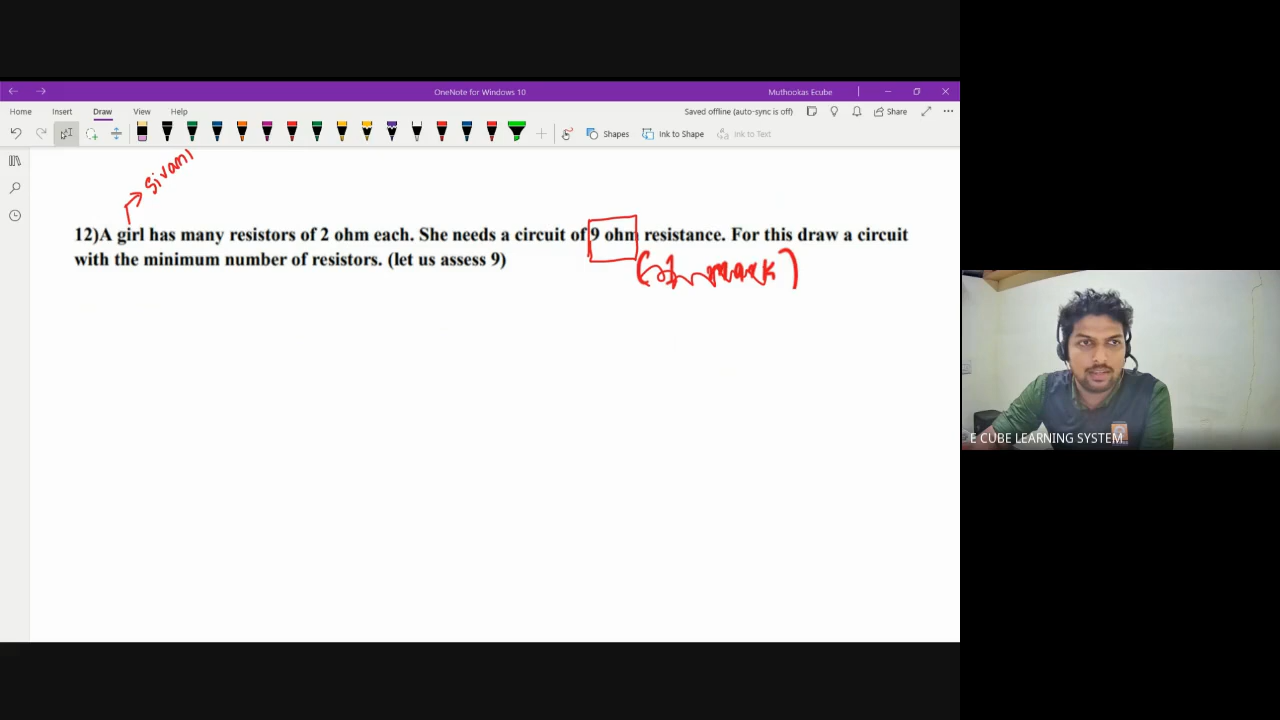 OneNote for Windows 10
Muthookas Ecube
Home Insert Draw View Help
Saved offline (auto-sync is off)
Share
Shapes
Ink to Shape
Ink to Text
Sivani
12)A girl has many resistors of 2 ohm each. She needs a circuit of 9 ohm resistance. For this draw a circuit
with the minimum number of resistors. (let us assess 9)
E CUBE LEARNING SYSTEM